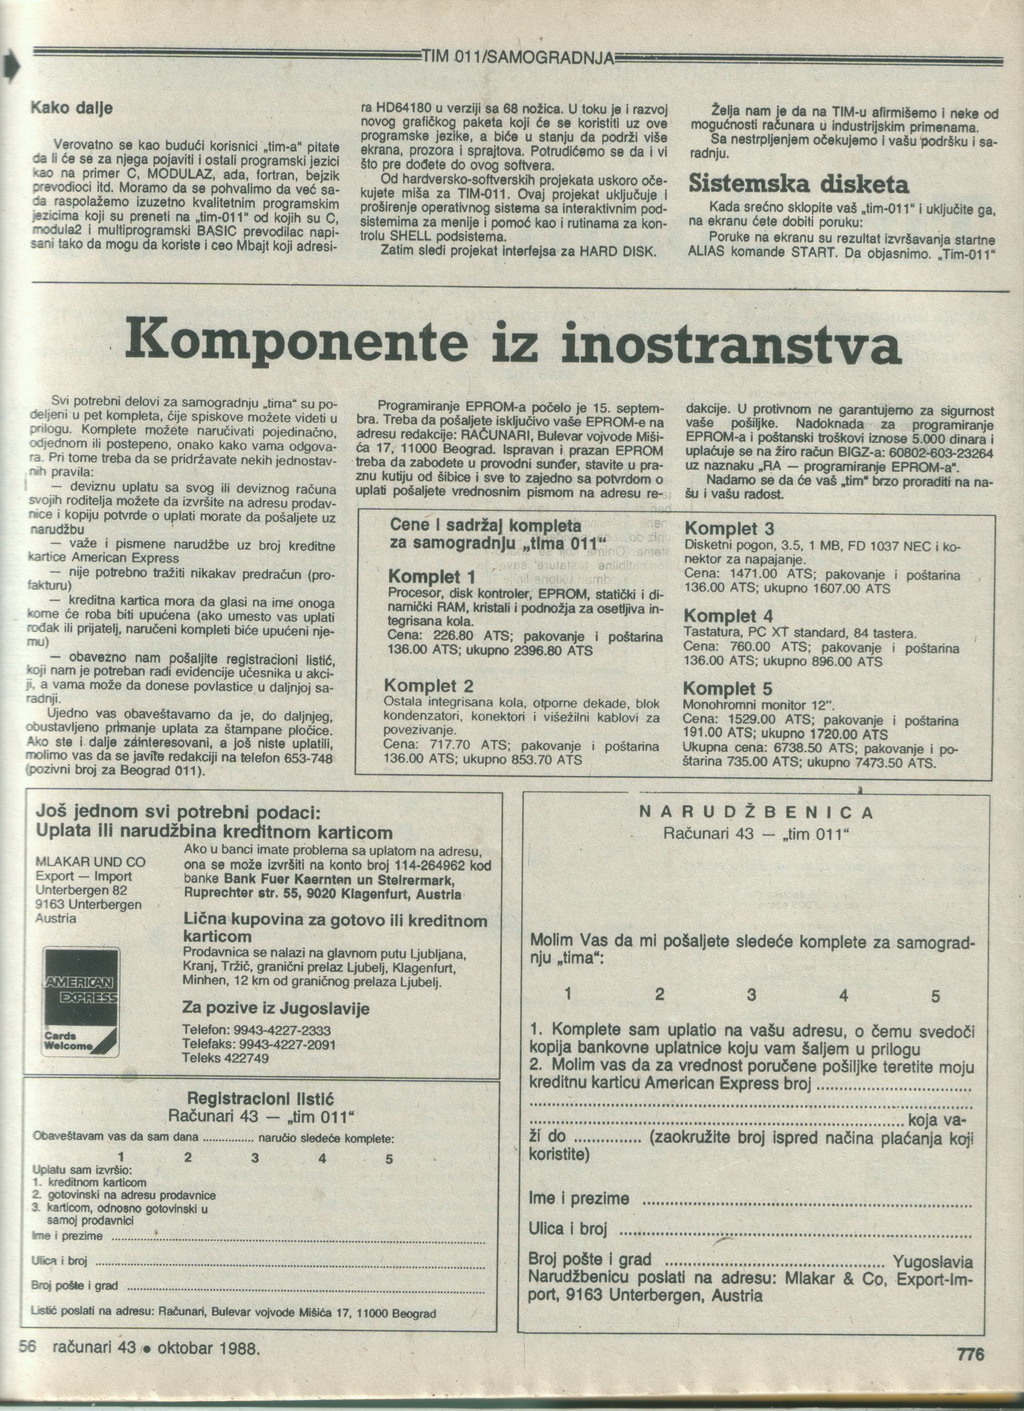 TIM 011/SAMOGRADNJA
Kako dalje
Verovatno se kao budući korisnici „tim-a“ pitate
da li će se za njega pojaviti i ostali programski jezici
kao na primer C, MODULAZ, ada, fortran, bejzik
prevodioci itd. Moramo da se pohvalimo da već sa-
da raspolažemo izuzetno kvalitetnim programskim
jezicima koji su preneti na „tim-011“ od kojih su C,
modula2 i multiprogramski BASIC prevodilac napi-
sani tako da mogu da koriste i ceo Mbajt koji adresi-
ra HD64180 u verziji sa 68 nožica. U toku je i razvoj
novog grafičkog paketa koji će se koristiti uz ove
programske jezike, a biće u stanju da podrži više
ekrana, prozora i sprajtova. Potrudićemo se da i vi
što pre dođete do ovog softvera.
Od hardversko-softverskih projekata uskoro oče-
kujete miša za TIM-011. Ovaj projekat uključuje i
proširenje operativnog sistema sa interaktivnim pod-
sistemima za menije i pomoć kao i rutinama za kon-
trolu SHELL podsistema.
Zatim sledi projekat interfejsa za HARD DISK.
Želja nam je da na TIM-u afirmišemo i neke od
mogućnosti računara u industrijskim primenama.
Sa nestrpljenjem očekujemo i vašu podršku i sa-
radnju.
Sistemska disketa
Kada srećno sklopite vaš „tim-011“ i uključite ga,
na ekranu ćete dobiti poruku:
Poruke na ekranu su rezultat izvršavanja startne
ALIAS komande START. Da objasnimo. „Tim-011“
Komponente iz inostranstva
Svi potrebni delovi za samogradnju „tima“ su po-
deljeni u pet kompleta, čije spiskove možete videti u
prilogu. Komplete možete naručivati pojedinačno,
odjednom ili postepeno, onako kako vama odgova-
ra. Pri tome treba da se pridržavate nekih jednostav-
nih pravila:
— deviznu uplatu sa svog ili deviznog računa
svojih roditelja možete da izvršite na adresu prodav-
nice i kopiju potvrde o uplati morate da pošaljete uz
narudžbu
— važe i pismene narudžbe uz broj kreditne
kartice American Express
— nije potrebno tražiti nikakav predračun (pro-
fakturu)
— kreditna kartica mora da glasi na ime onoga
kome će roba biti upućena (ako umesto vas uplati
rođak ili prijatelj, naručeni kompleti biće upućeni nje-
mu)
— obavezno nam pošaljite registracioni listić,
koji nam je potreban radi evidencije učesnika u akci-
ji, a vama može da donese povlastice u daljnjoj sa-
radnji.
Ujedno vas obaveštavamo da je, do daljnjeg,
obustavljeno primanje uplata za štampane pločice.
Ako ste i dalje zainteresovani, a još niste uplatili,
molimo vas da se javite redakciji na telefon 653-748
(pozivni broj za Beograd 011).
Programiranje EPROM-a počelo je 15. septem-
bra. Treba da pošaljete isključivo vaše EPROM-e na
adresu redakcije: RAČUNARI, Bulevar vojvode Miši-
ća 17, 11000 Beograd. Ispravan i prazan EPROM
treba da zabodete u provodni sunđer, stavite u pra-
znu kutiju od šibice i sve to zajedno sa potvrdom o
uplati pošaljete vrednosnim pismom na adresu re-
dakcije. U protivnom ne garantujemo za sigurnost
vaše pošiljke. Nadoknada za programiranje
EPROM-a i poštanski troškovi iznose 5.000 dinara i
uplaćuje se na žiro račun BIGZ-a: 60802-603-23264
uz naznaku „RA — programiranje EPROM-a“.
Nadamo se da će vaš „tim“ brzo proraditi na na-
šu i vašu radost.
Cene i sadržaj kompleta
za samogradnju „tima 011“
Komplet 1
Procesor, disk kontroler, EPROM, statički i di-
namički RAM, kristali i podnožja za osetljiva in-
tegrisana kola.
Cena: 226.80 ATS; pakovanje i poštarina
136.00 ATS; ukupno 2396.80 ATS
Komplet 2
Ostala integrisana kola, otporne dekade, blok
kondenzatori, konektori i višežilni kablovi za
povezivanje.
Cena: 717.70 ATS; pakovanje i poštarina
136.00 ATS; ukupno 853.70 ATS
Komplet 3
Disketni pogon, 3.5, 1 MB, FD 1037 NEC i ko-
nektor za napajanje.
Cena: 1471.00 ATS; pakovanje i poštarina
136.00 ATS; ukupno 1607.00 ATS
Komplet 4
Tastatura, PC XT standard, 84 tastera.
Cena: 760.00 ATS; pakovanje i poštarina
136.00 ATS; ukupno 896.00 ATS
Komplet 5
Monohromni monitor 12".
Cena: 1529.00 ATS; pakovanje i poštarina
191.00 ATS; ukupno 1720.00 ATS
Ukupna cena: 6738.50 ATS; pakovanje i po-
štarina 735.00 ATS; ukupno 7473.50 ATS.
Još jednom svi potrebni podaci:
Uplata ili narudžbina kreditnom karticom
MLAKAR UND CO
Export — Import
Unterbergen 82
9163 Unterbergen
Austria
Ako u banci imate problema sa uplatom na adresu,
ona se može izvršiti na konto broj 114-264962 kod
banke Bank Fuer Kaernten un Steirermark,
Ruprechter str. 55, 9020 Klagenfurt, Austria
Lična kupovina za gotovo ili kreditnom
karticom
Prodavnica se nalazi na glavnom putu Ljubljana,
Kranj, Tržič, granični prelaz Ljubelj, Klagenfurt,
Minhen, 12 km od graničnog prelaza Ljubelj.
Za pozive iz Jugoslavije
Telefon: 9943-4227-2333
Telefaks: 9943-4227-2091
Teleks 422749
AMERICAN
EXPRESS
Cards
Welcome
Registracioni listić
Računari 43 — „tim 011“
Obaveštavam vas da sam dana ............... naručio sledeće komplete:
1 2 3 4 5
Uplatu sam izvršio:
1. kreditnom karticom
2. gotovinski na adresu prodavnice
3. karticom, odnosno gotovinski u
samoj prodavnici
Ime i prezime ...............
Ulica i broj ...............
Broj pošte i grad ...............
Listić poslati na adresu: Računari, Bulevar vojvode Mišića 17, 11000 Beograd
NARUDŽBENICA
Računari 43 — „tim 011“
Molim Vas da mi pošaljete sledeće komplete za samograd-
nju „tima“:
1 2 3 4 5
1. Komplete sam uplatio na vašu adresu, o čemu svedoči
kopija bankovne uplatnice koju vam šaljem u prilogu
2. Molim vas da za vrednost poručene pošiljke teretite moju
kreditnu karticu American Express broj ...............
...............
............... koja va-
ži do ............... (zaokružite broj ispred načina plaćanja koji
koristite)
Ime i prezime ...............
Ulica i broj ...............
Broj pošte i grad ............... Yugoslavia
Narudžbenicu poslati na adresu: Mlakar & Co, Export-Im-
port, 9163 Unterbergen, Austria
56 računari 43 • oktobar 1988.
776